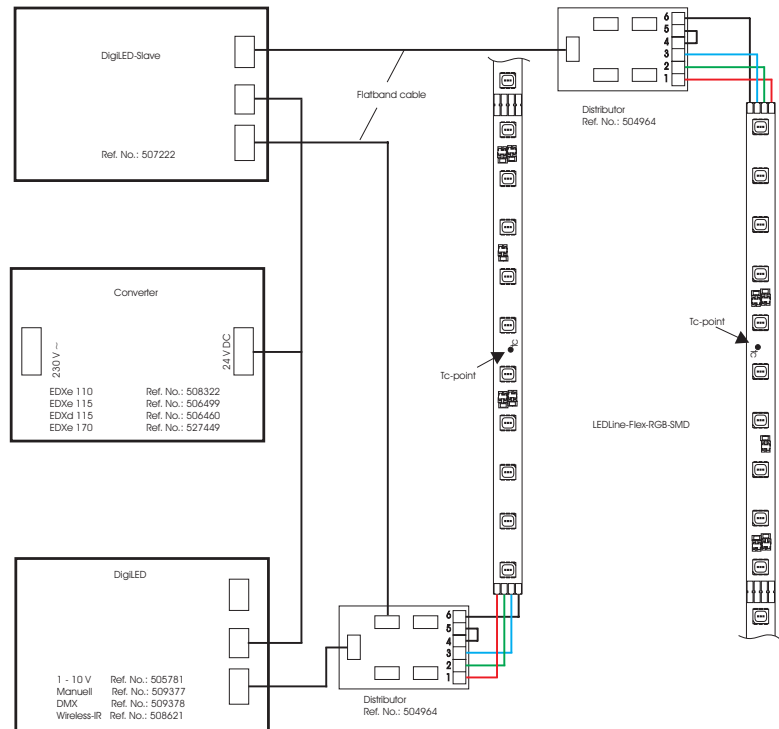 DigiLED-Slave
Ref. No.: 507222
Flatband cable
6
5
4
3
2
1
Distributor
Ref. No.: 504964
Converter
230 V ~
24 V DC
EDXe 110 Ref. No.: 508322
EDXe 115 Ref. No.: 506499
EDXd 115 Ref. No.: 506460
EDXe 170 Ref. No.: 527449
Tc
Tc-point
Tc-point
Tc
LEDLine-Flex-RGB-SMD
DigiLED
1 - 10 V Ref. No.: 505781
Manuell Ref. No.: 509377
DMX Ref. No.: 509378
Wireless-IR Ref. No.: 508621
6
5
4
3
2
1
Distributor
Ref. No.: 504964